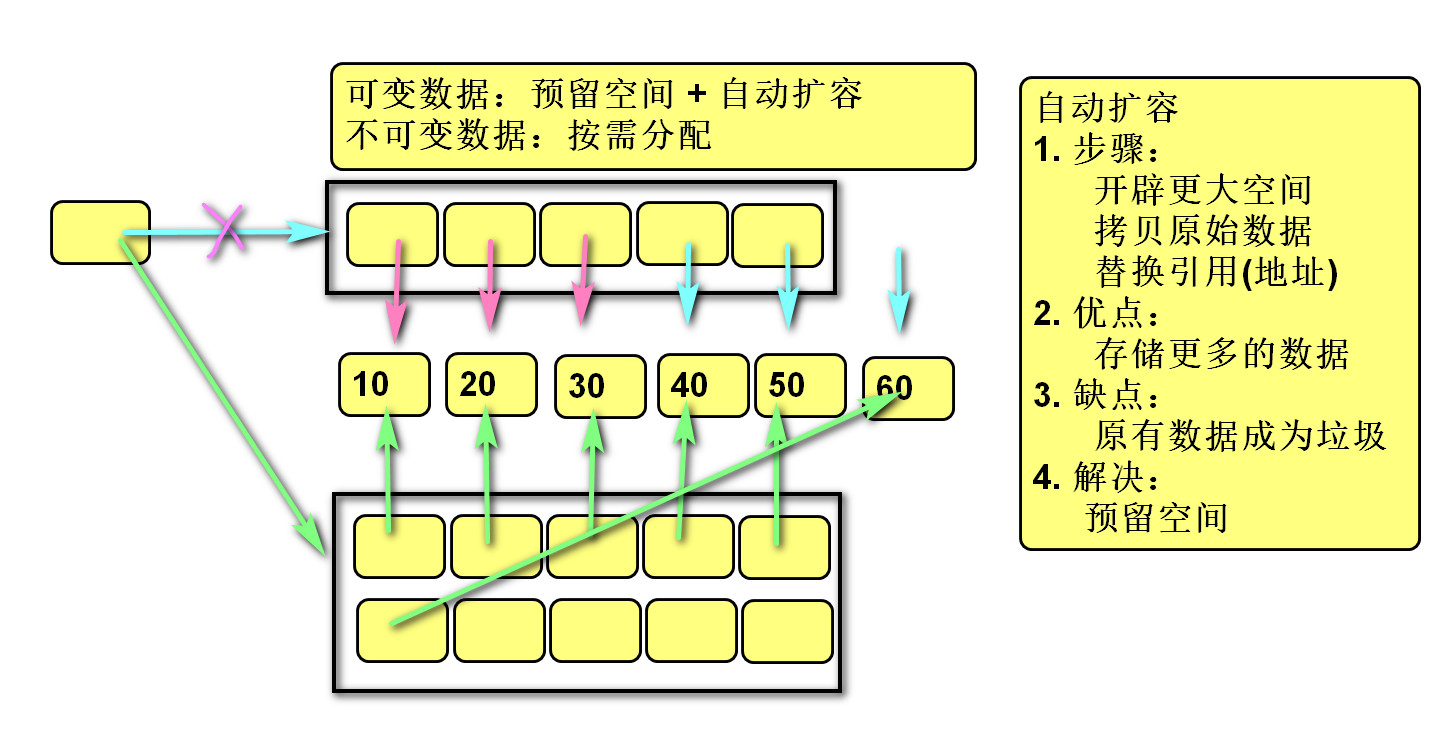 可变数据：预留空间 + 自动扩容
不可变数据：按需分配
自动扩容
1. 步骤：
开辟更大空间
拷贝原始数据
替换引用(地址)
2. 优点：
存储更多的数据
3. 缺点：
原有数据成为垃圾
4. 解决：
预留空间
10 20 30 40 50 60